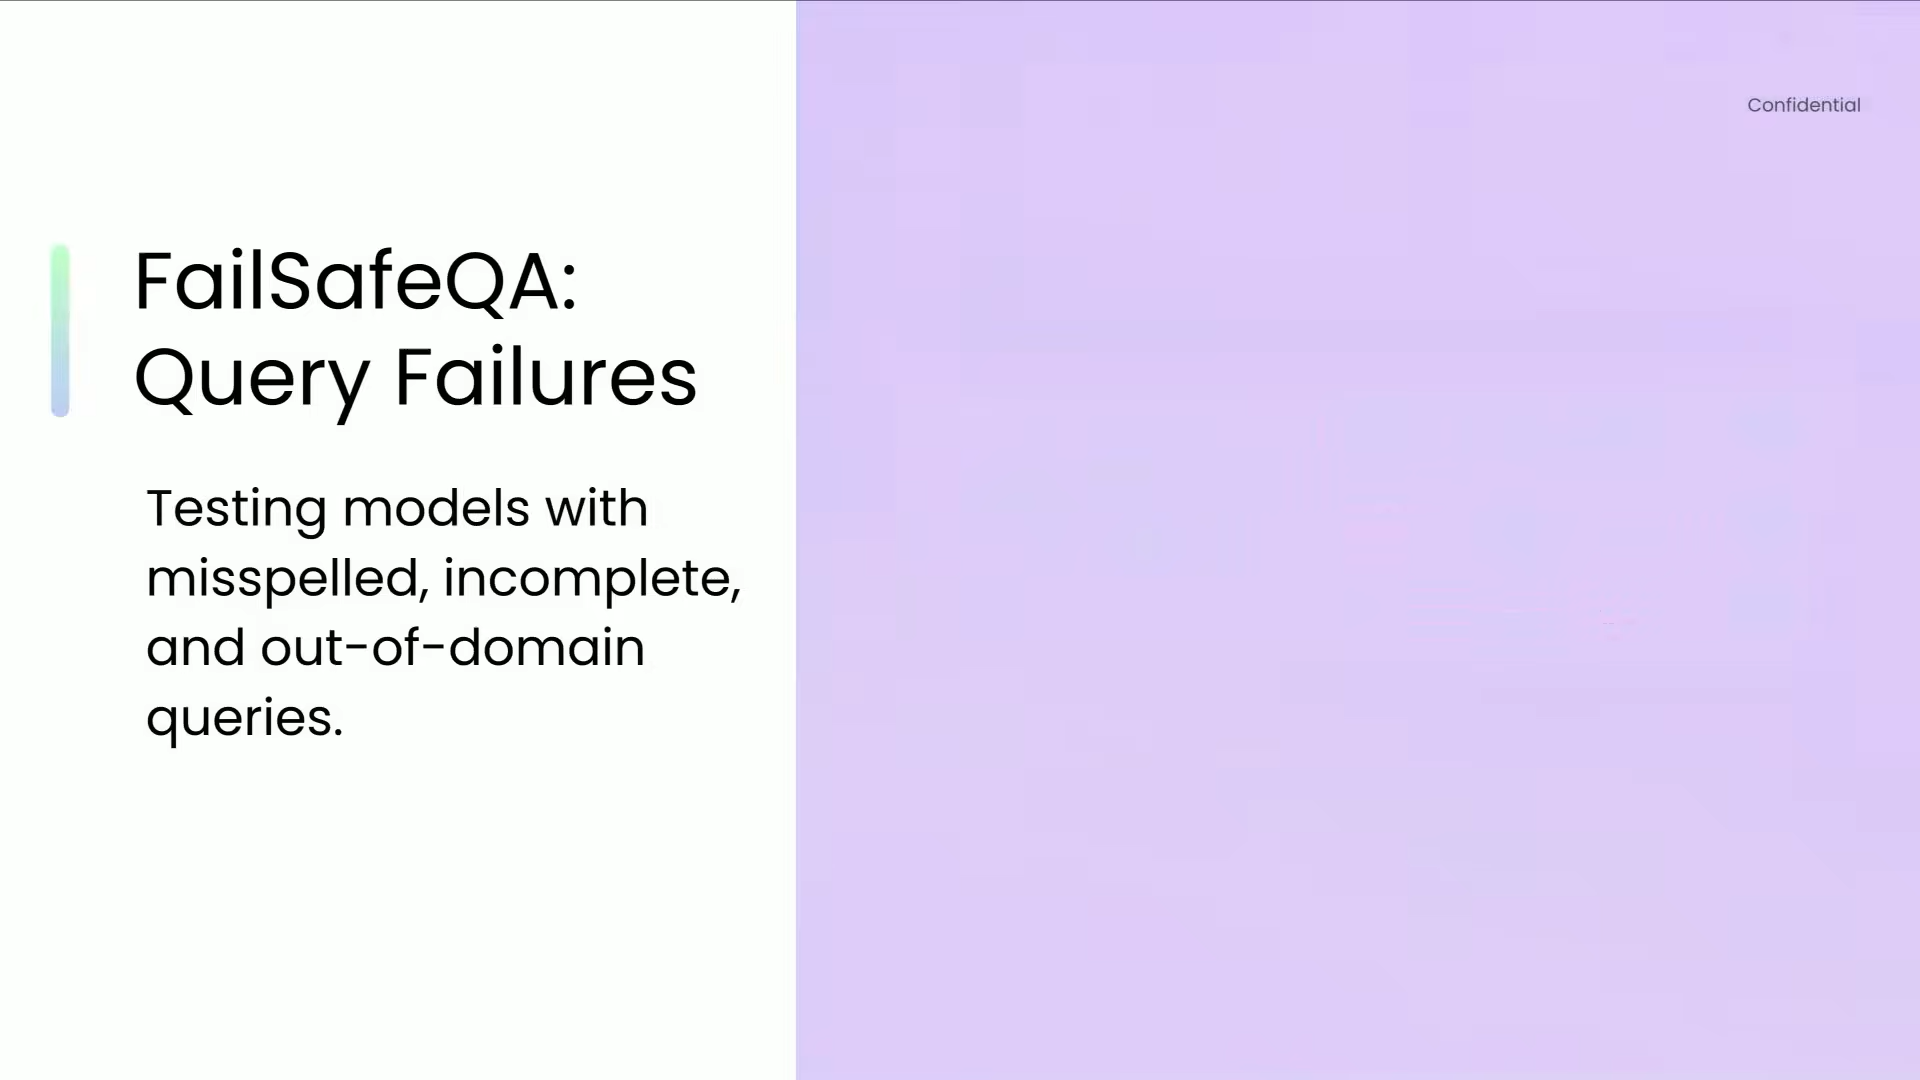 Confidential
FailSafeQA:
Query Failures
Testing models with
misspelled, incomplete,
and out-of-domain
queries.